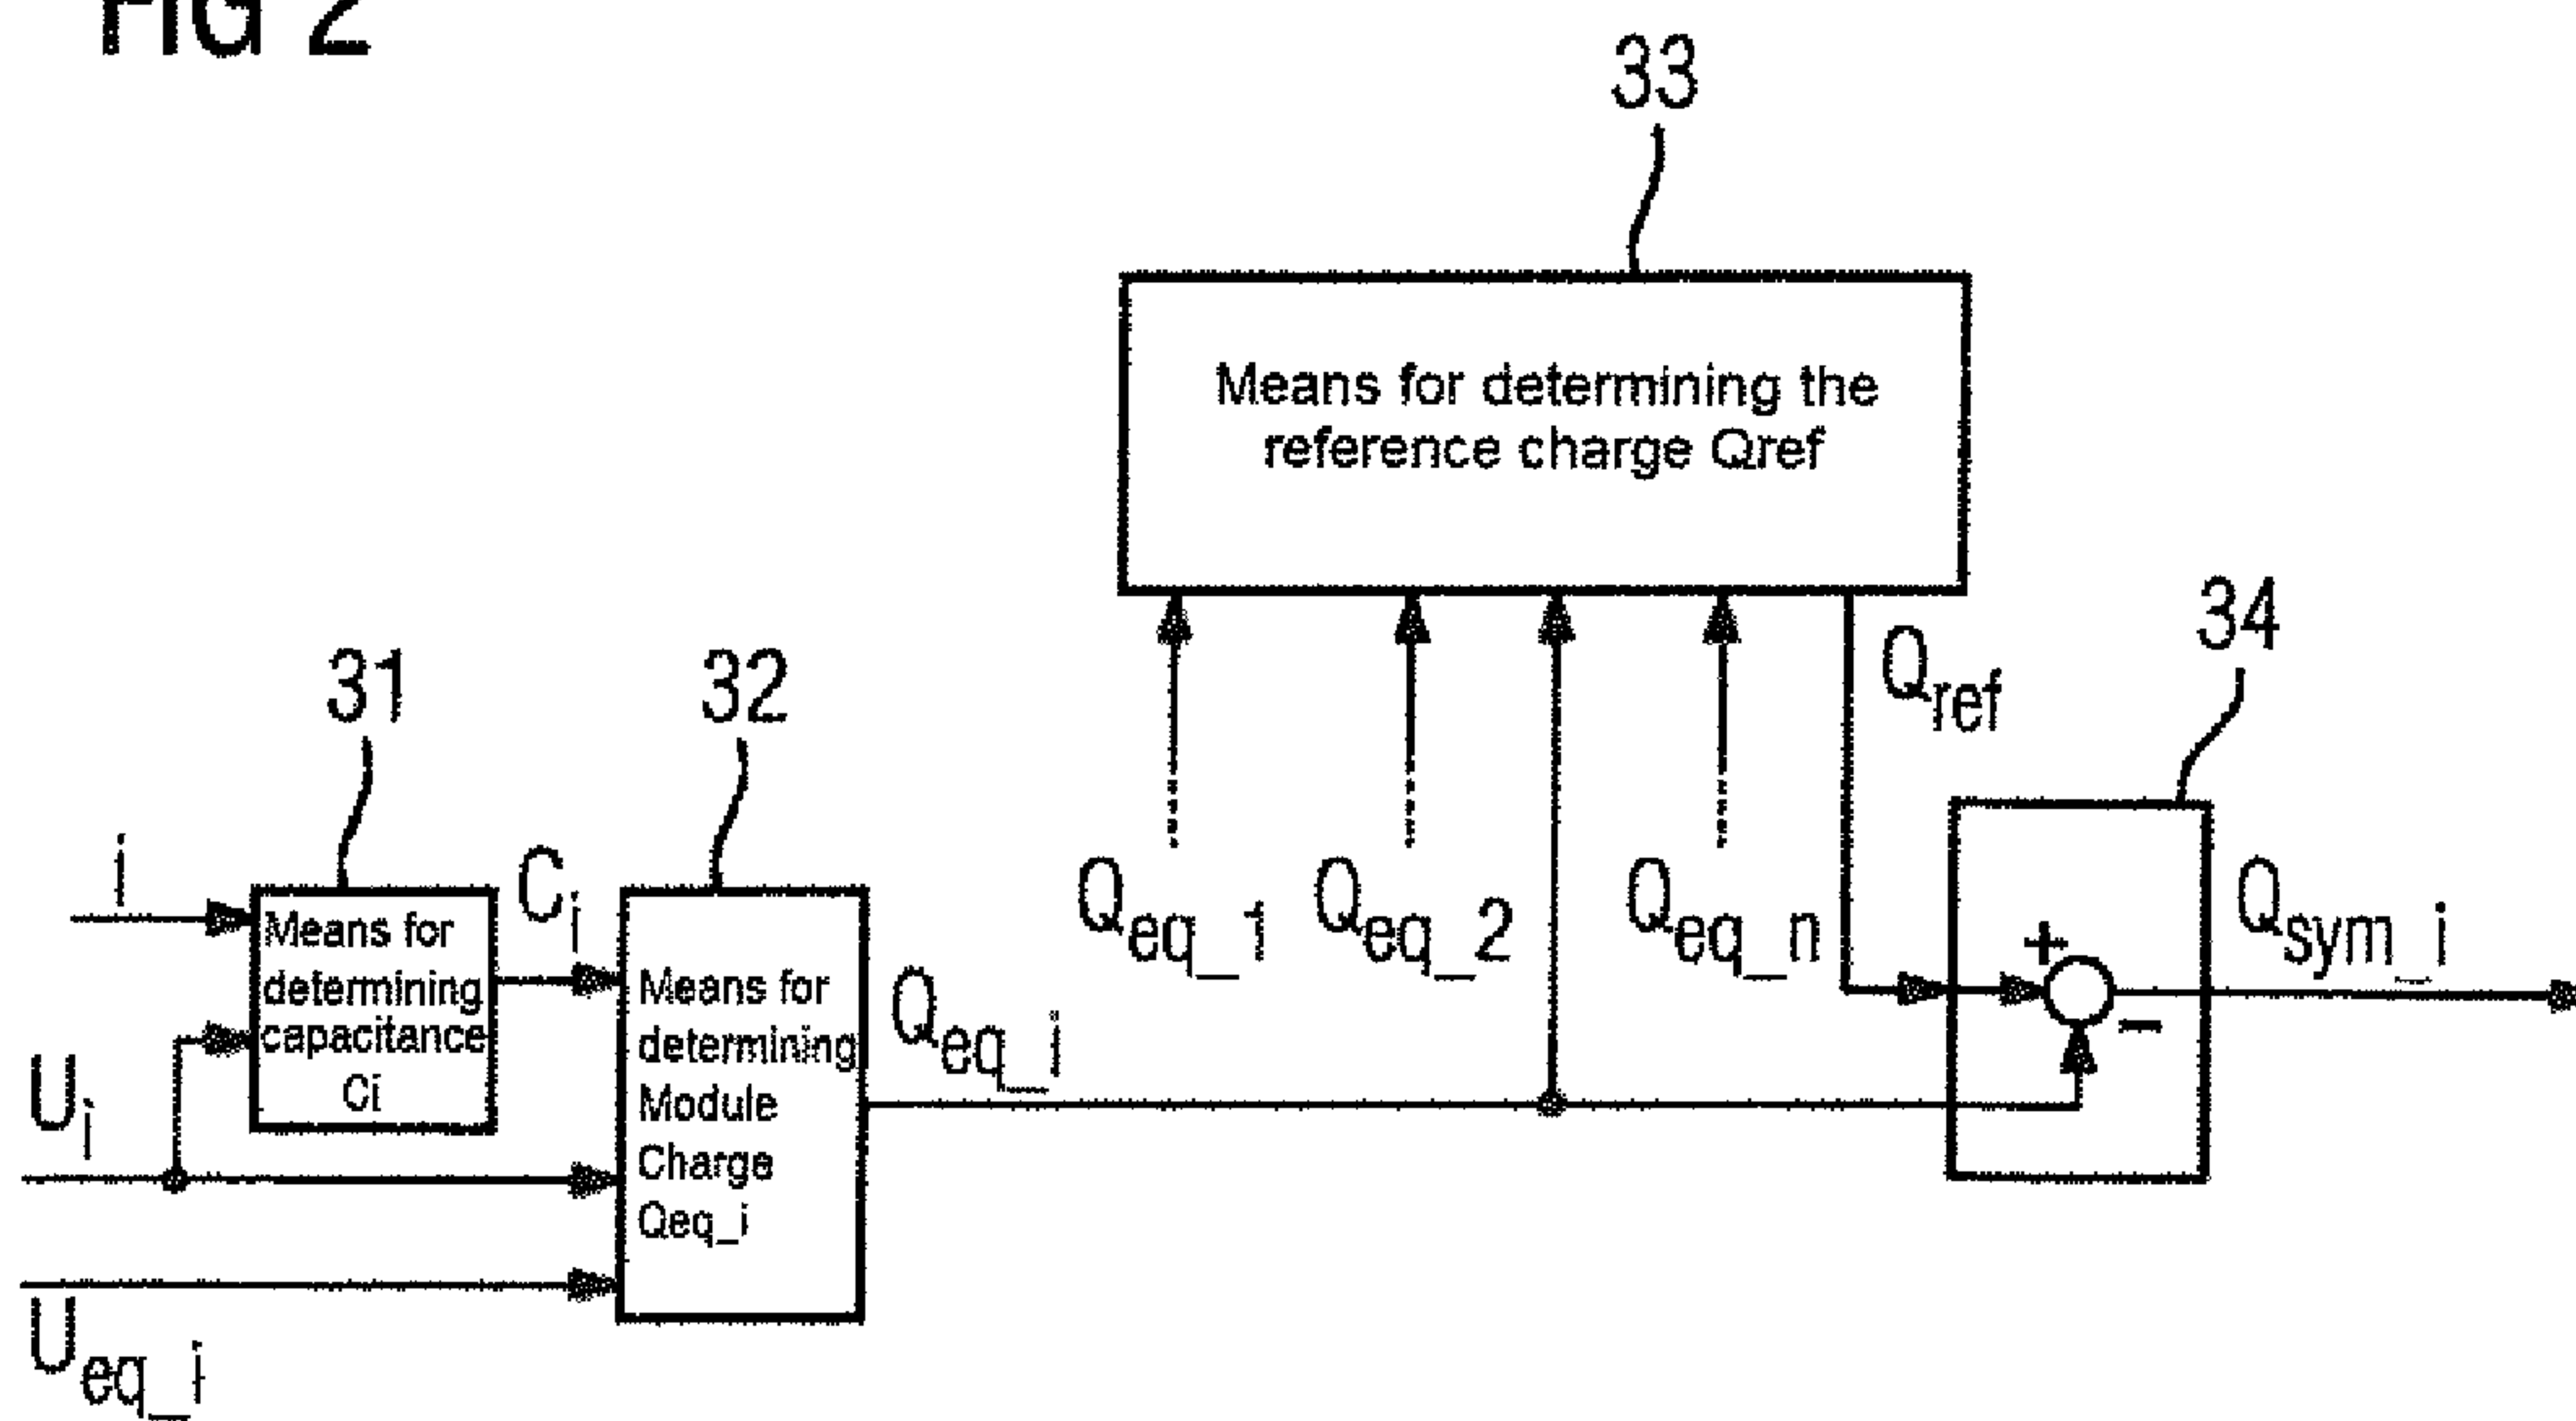 FIG 2
33
Means for determining the
reference charge Qref
34
Qref
31
32
i
Ci
Qeq_1
Qeq_2
Qeq_n
Qsym_i
+
−
Means for
determining
capacitance
Ci
Means for
determining
Module
Charge
Qeq_i
Qeq_i
Ui
Ueq_i